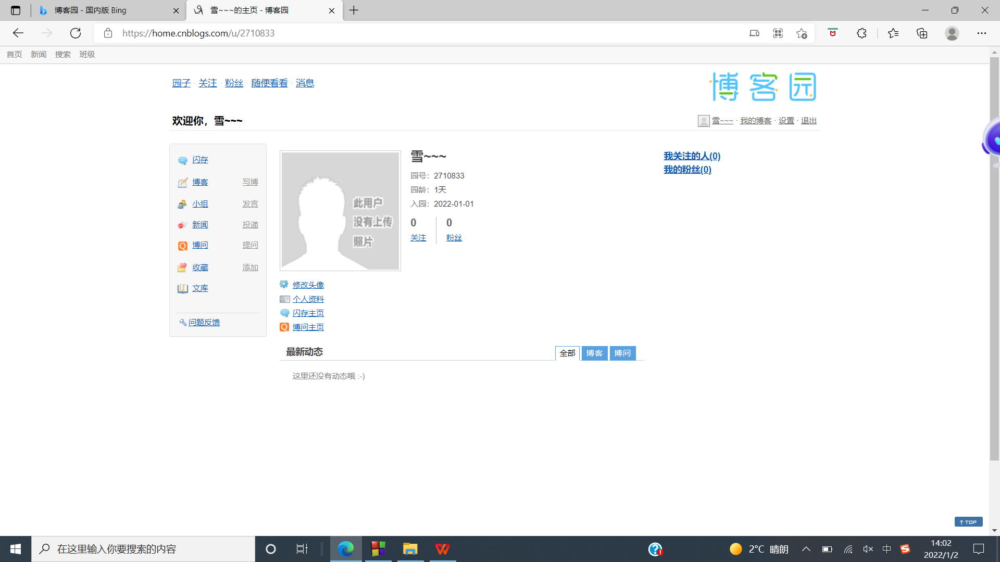 博客园 - 国内版 Bing
雪~~~的主页 - 博客园
https://home.cnblogs.com/u/2710833
首页 新闻 搜索 班级
园子 · 关注 · 粉丝 · 随便看看 · 消息
博客园
欢迎你，雪~~~
雪~~~ · 我的博客 · 设置 · 退出
闪存
博客 写博
小组 发言
新闻 投递
博问 提问
收藏 添加
文库
问题反馈
此用户
没有上传
照片
雪~~~
园号：2710833
园龄：1天
入园：2022-01-01
0 0
关注 粉丝
我关注的人(0)
我的粉丝(0)
修改头像
个人资料
闪存主页
博问主页
最新动态 全部 博客 博问
这里还没有动态哦 :-)
TOP
在这里输入你要搜索的内容
2°C 晴朗
中
14:02
2022/1/2